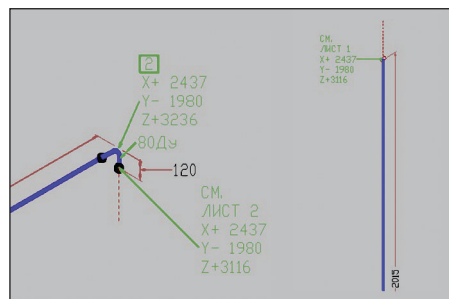 2
X+ 2437
Y- 1980
Z+3236
80Ду
120
СМ.
ЛИСТ 2
X+ 2437
Y- 1980
Z+3116
СМ.
ЛИСТ 1
X+ 2437
Y- 1980
Z+3116
2015